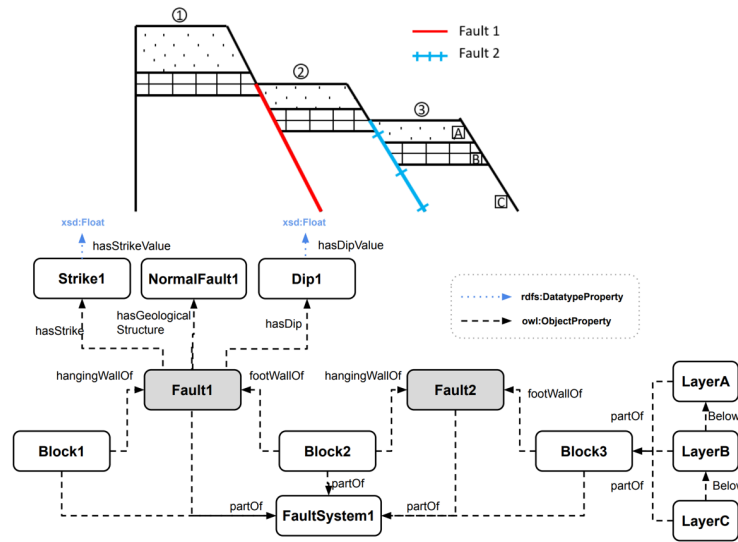 ①
Fault 1
②
Fault 2
③
A
B
C
xsd:Float
xsd:Float
hasStrikeValue
hasDipValue
Strike1
NormalFault1
Dip1
rdfs:DatatypeProperty
owl:ObjectProperty
hasStrike
hasGeological
Structure
hasDip
hangingWallOf
Fault1
footWallOf
hangingWallOf
Fault2
footWallOf
LayerA
partOf
Below
Block1
Block2
Block3
LayerB
partOf
partOf
Below
partOf
FaultSystem1
partOf
LayerC